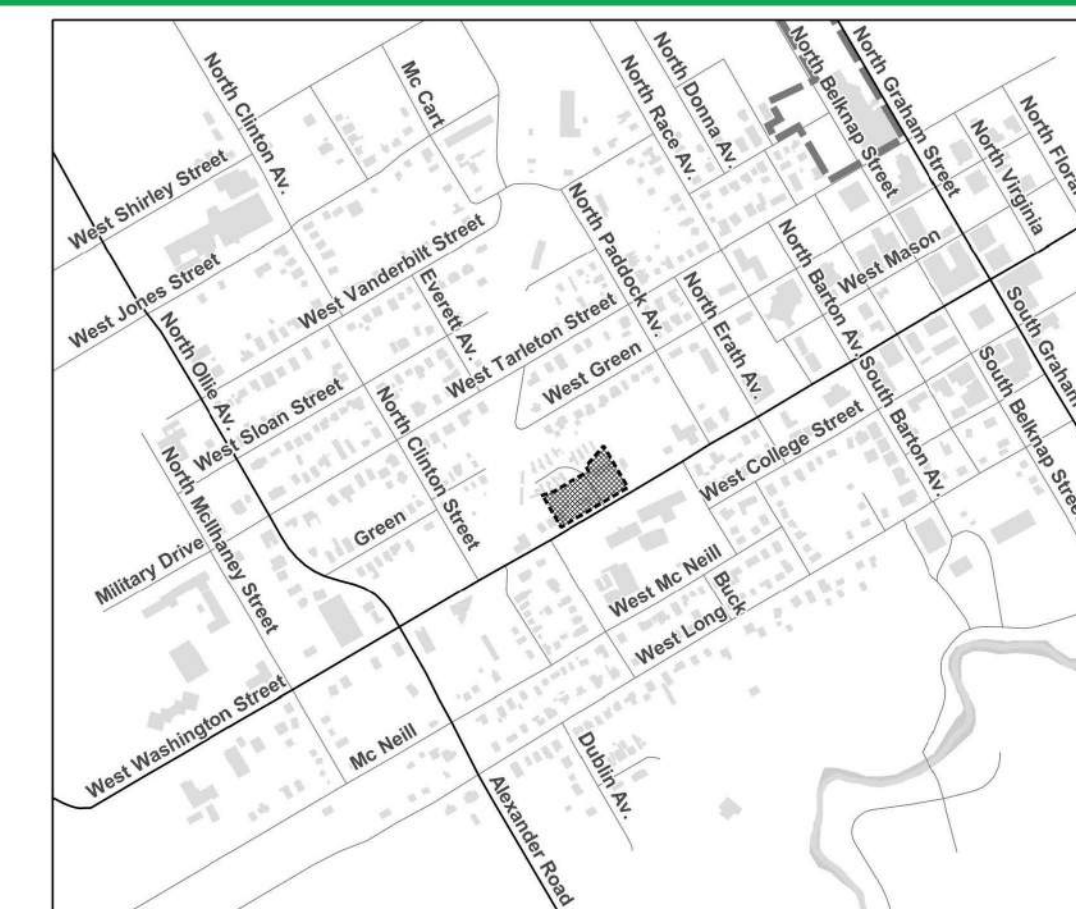 North Clinton Av.
Mc Cart
North Race Av.
North Donna Av.
North Belknap Street
North Graham Street
North Floral
North Virginia
West Shirley Street
West Jones Street
West Vanderbilt Street
Everett Av.
North Paddock Av.
West Mason
North Barton Av.
North Erath Av.
South Graham
North Ollie Av.
West Tarleton Street
West Green
West Sloan Street
North Clinton Street
South Barton Av.
South Belknap Street
West College Street
North McIlhaney Street
Green
Military Drive
West Mc Neill
Buck
West Long
West Washington Street
Mc Neill
Dublin Av.
Alexander Road